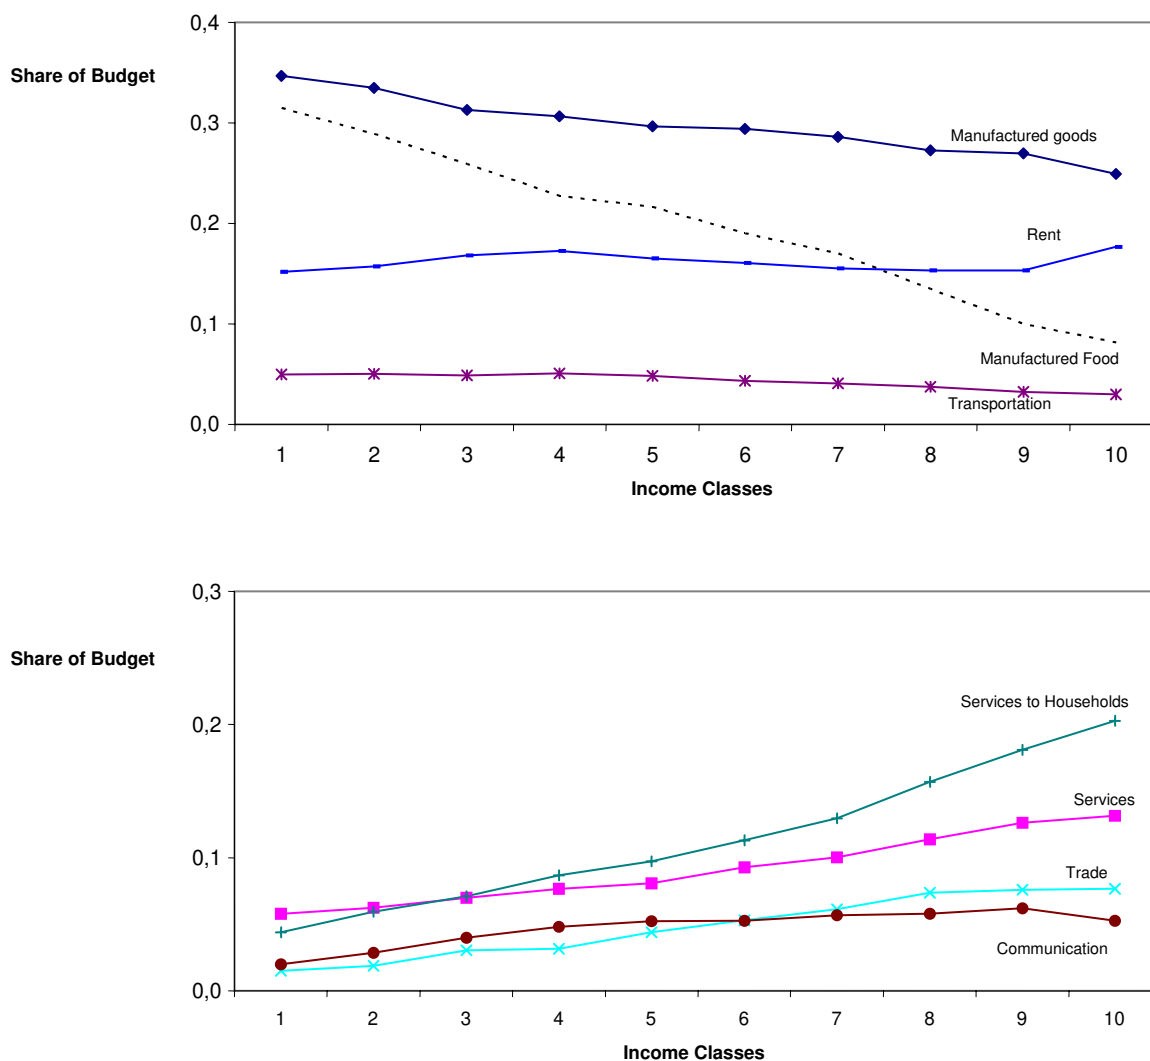 0,4
Share of Budget
Manufactured goods
0,3
0,2
Rent
0,1
Manufactured Food
Transportation
0,0
1 2 3 4 5 6 7 8 9 10
Income Classes
0,3
Share of Budget
Services to Households
0,2
Services
Trade
0,1
Communication
0,0
1 2 3 4 5 6 7 8 9 10
Income Classes